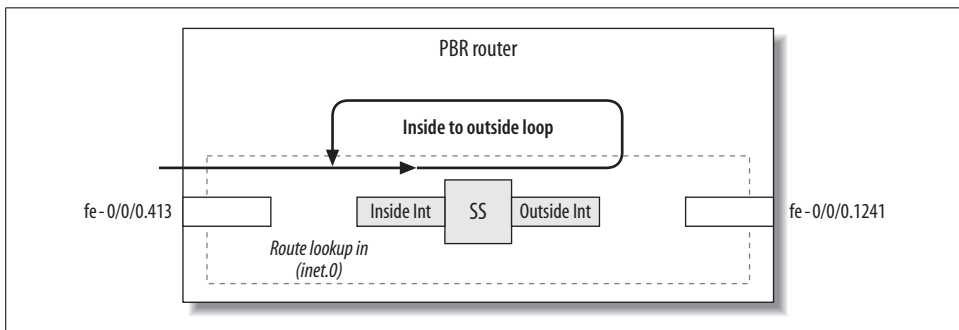 PBR router
Inside to outside loop
fe-0/0/0.413
Inside Int
SS
Outside Int
fe-0/0/0.1241
Route lookup in
(inet.0)